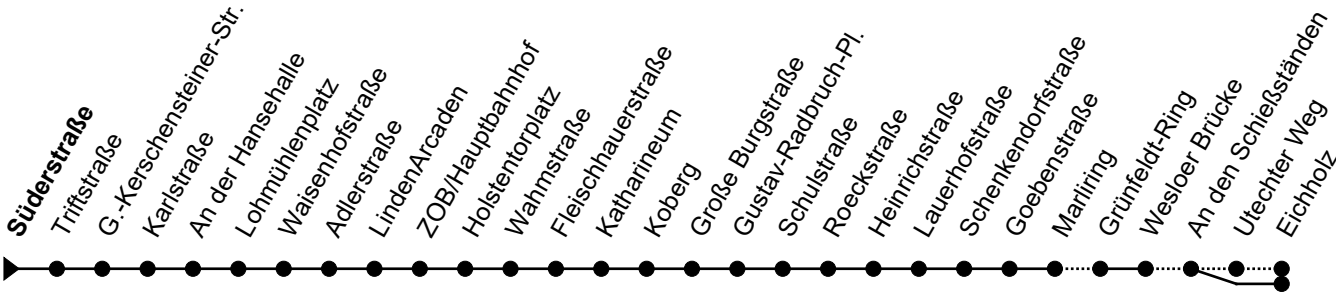 Süderstraße
Triftstraße
G.-Kerschensteiner-Str.
Karlstraße
An der Hansehalle
Lohmühlenplatz
Waisenhofstraße
Adlerstraße
LindenArcaden
ZOB/Hauptbahnhof
Holstentorplatz
Wahmstraße
Fleischhauerstraße
Katharineum
Koberg
Große Burgstraße
Gustav-Radbruch-Pl.
Schulstraße
Roeckstraße
Heinrichstraße
Lauerhofstraße
Schenkendorfstraße
Goebenstraße
Marliring
Grünfeldt-Ring
Wesloer Brücke
An den Schießständen
Utechter Weg
Eichholz